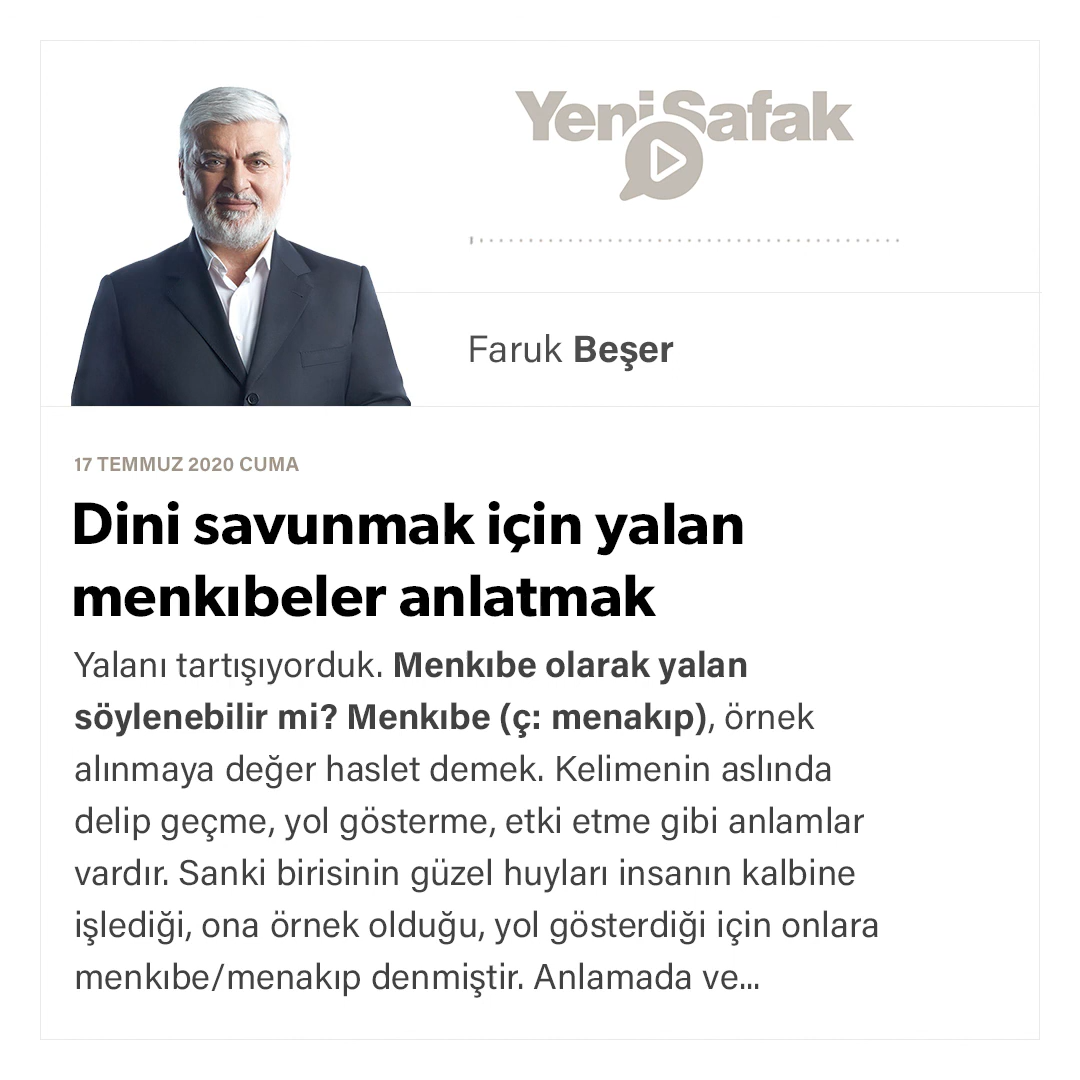 YeniŞafak
Faruk Beşer
17 TEMMUZ 2020 CUMA
Dini savunmak için yalan
menkıbeler anlatmak
Yalanı tartışıyorduk. Menkıbe olarak yalan
söylenebilir mi? Menkıbe (ç: menakıp), örnek
alınmaya değer haslet demek. Kelimenin aslında
delip geçme, yol gösterme, etki etme gibi anlamlar
vardır. Sanki birisinin güzel huyları insanın kalbine
işlediği, ona örnek olduğu, yol gösterdiği için onlara
menkıbe/menakıp denmiştir. Anlamada ve...